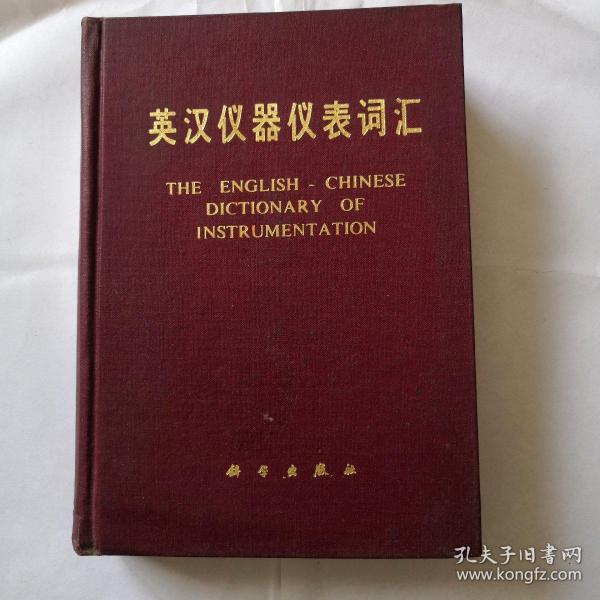 英汉仪器仪表词汇
THE ENGLISH - CHINESE
DICTIONARY OF
INSTRUMENTATION
科学出版社
孔夫子旧書网
www.kongfz.com